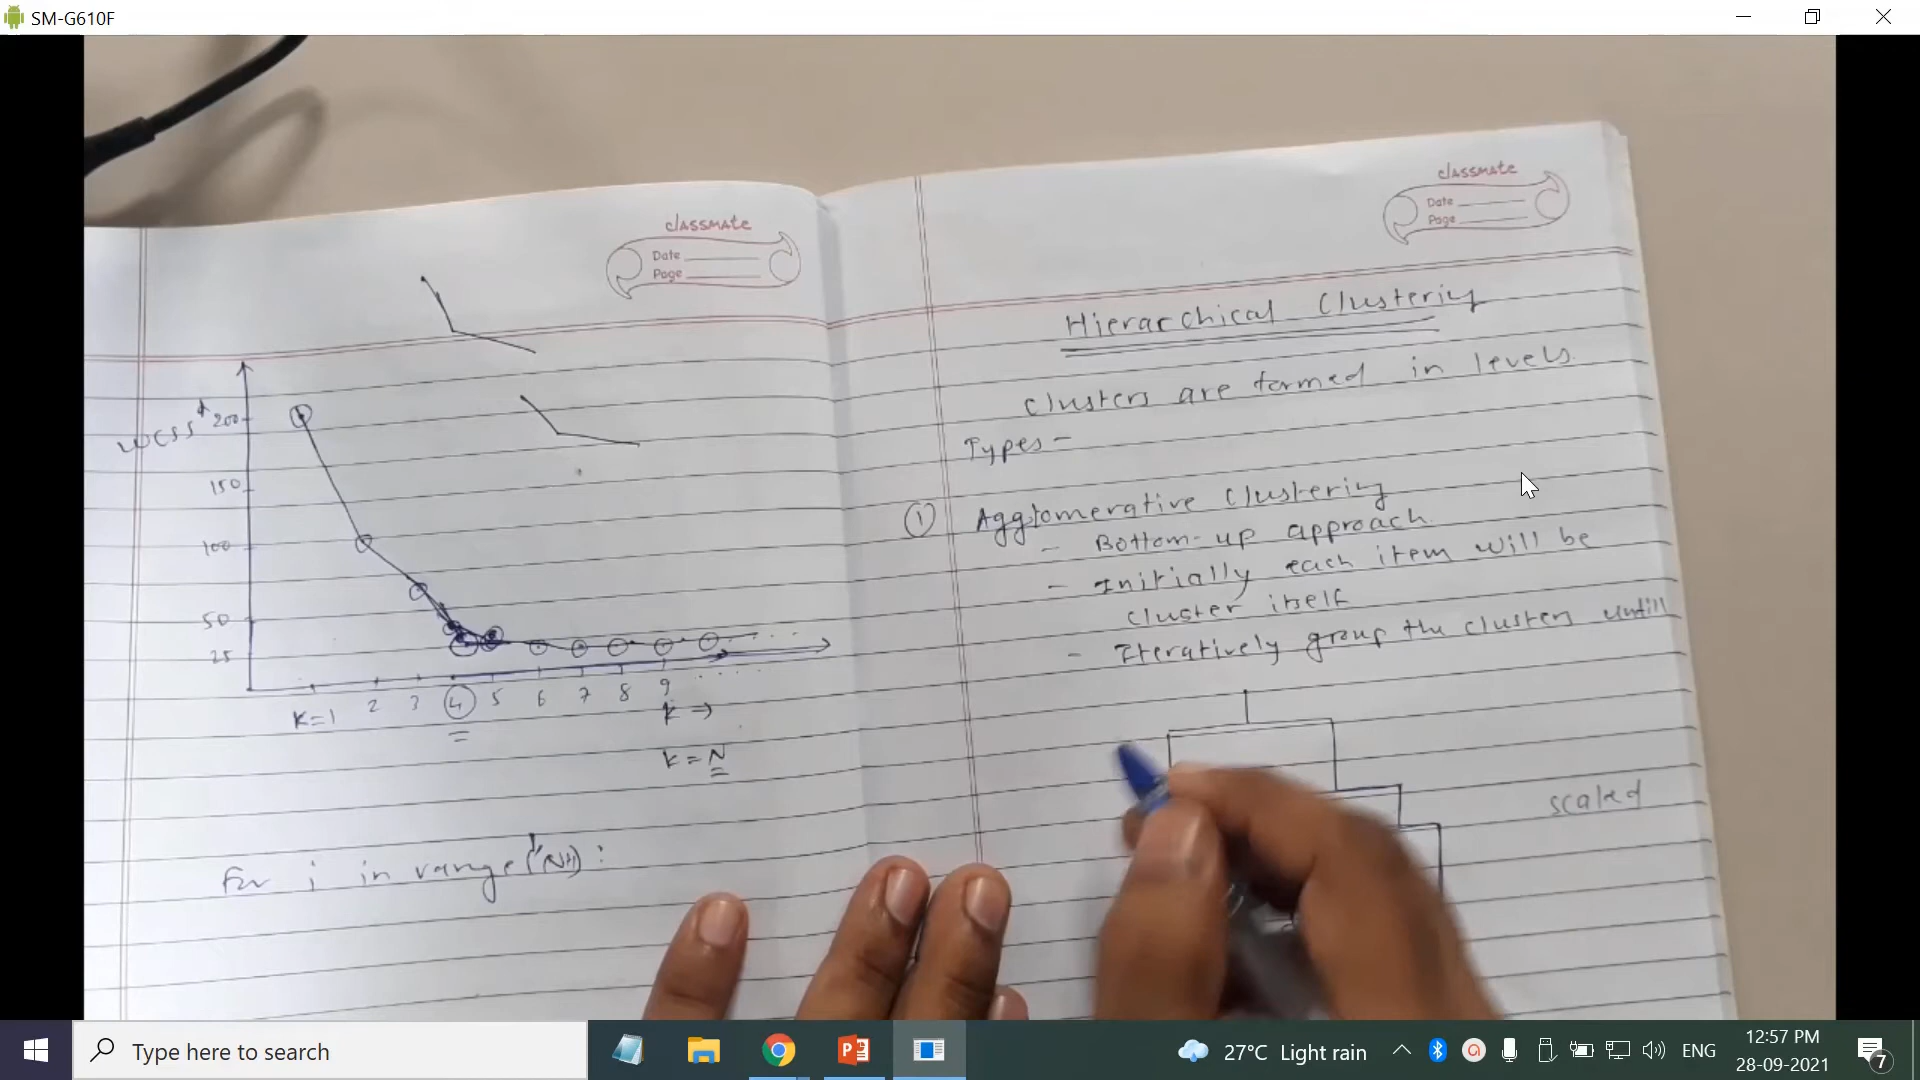 SM-G610F
classmate
Date
Page
WCSS
200
150
100
50
25
K=1 2 3 4 5 6 7 8 9
K →
K = N
For i in range(1, N+1) :
classmate
Date
Page
Hierarchical Clustering
Clusters are formed in levels.
Types -
① Agglomerative Clustering
- Bottom-up approach.
- Initially each item will be
cluster itself
- Iteratively group the clusters untill
scaled
Type here to search
27°C Light rain
ENG
12:57 PM
28-09-2021
7